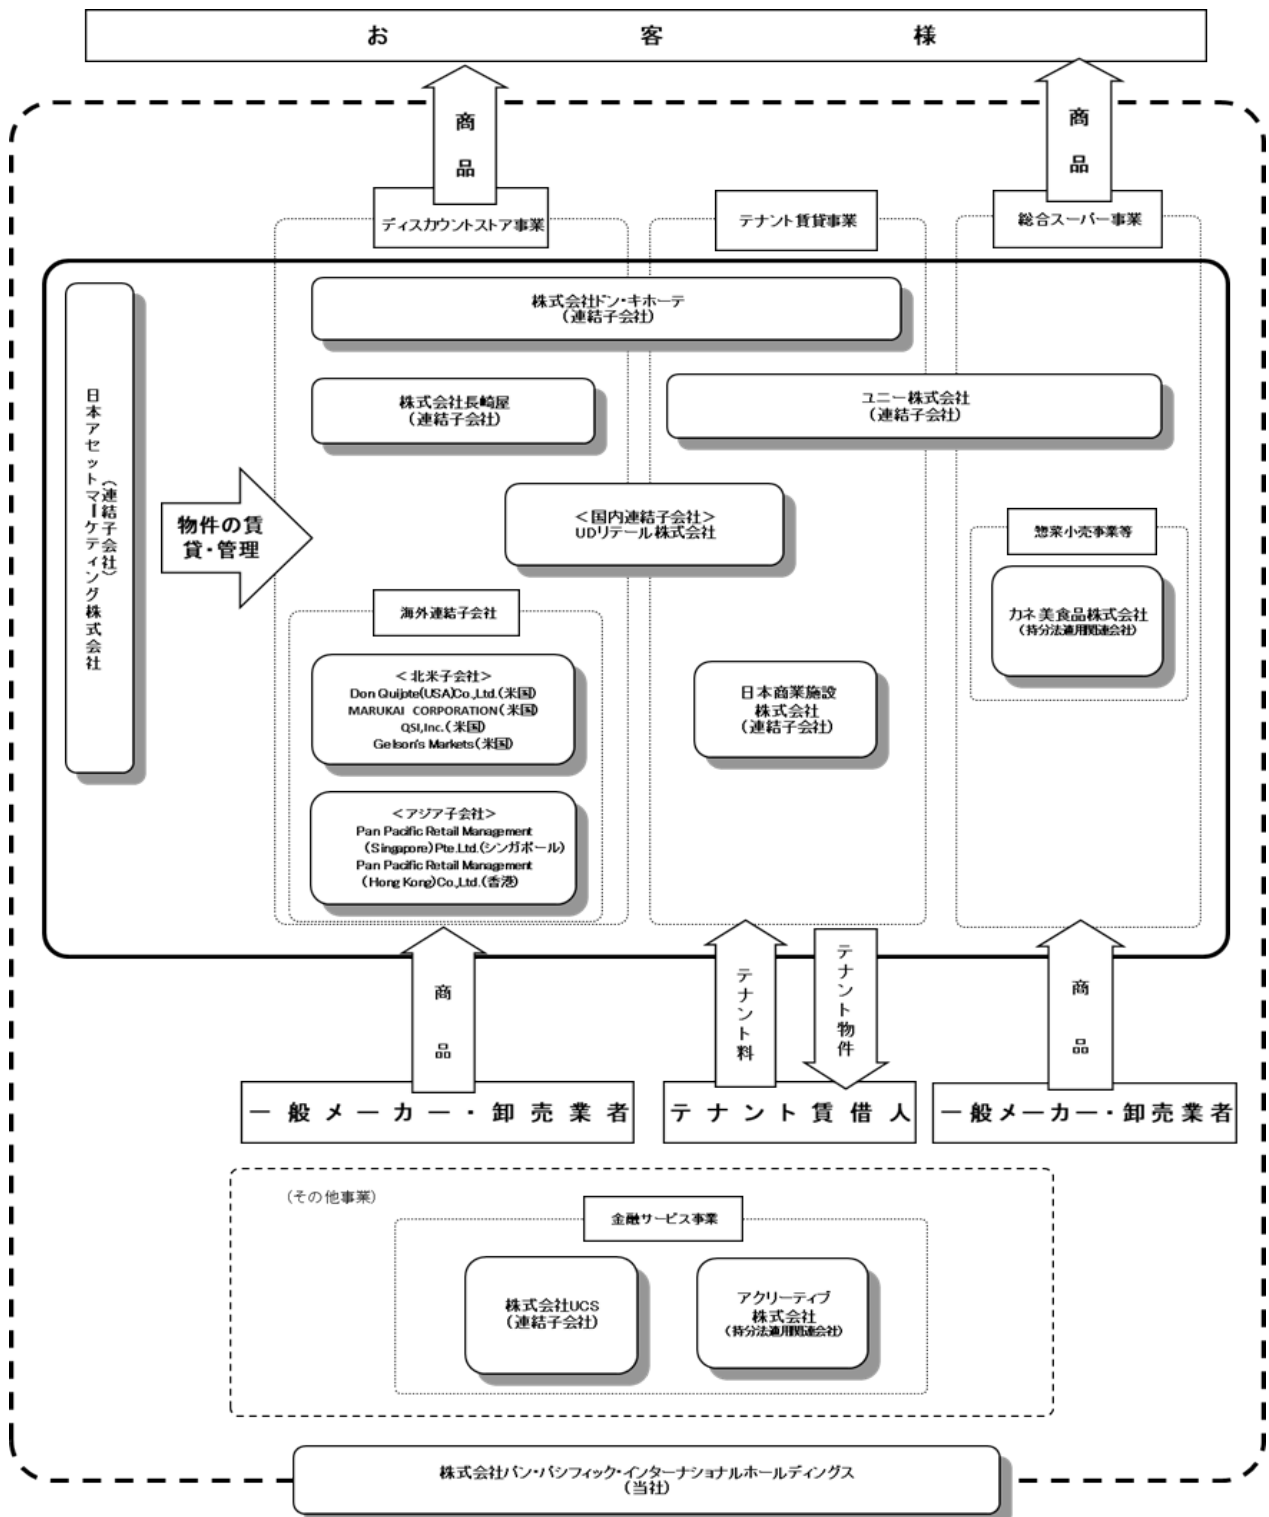 お客様
商品
商品
ディスカウントストア事業
テナント賃貸事業
総合スーパー事業
株式会社ドン・キホーテ
（連結子会社）
日本アセットマーケティング株式会社
（連結子会社）
株式会社長崎屋
（連結子会社）
ユニー株式会社
（連結子会社）
物件の賃
貸・管理
＜国内連結子会社＞
UDリテール株式会社
惣菜小売事業等
カネ美食品株式会社
（持分法適用関連会社）
海外連結子会社
＜北米子会社＞
Don Quijote(USA)Co.,Ltd.(米国)
MARUKAI CORPORATION(米国)
QSI,Inc.(米国)
Gelson's Markets(米国)
日本商業施設
株式会社
（連結子会社）
＜アジア子会社＞
Pan Pacific Retail Management
(Singapore)Pte.Ltd.(シンガポール)
Pan Pacific Retail Management
(Hong Kong)Co.,Ltd.(香港)
商品
テナント料
テナント物件
商品
一般メーカー・卸売業者
テナント賃借人
一般メーカー・卸売業者
(その他事業)
金融サービス事業
株式会社UCS
（連結子会社）
アクリーティブ
株式会社
（持分法適用関連会社）
株式会社パン・パシフィック・インターナショナルホールディングス
（当社）